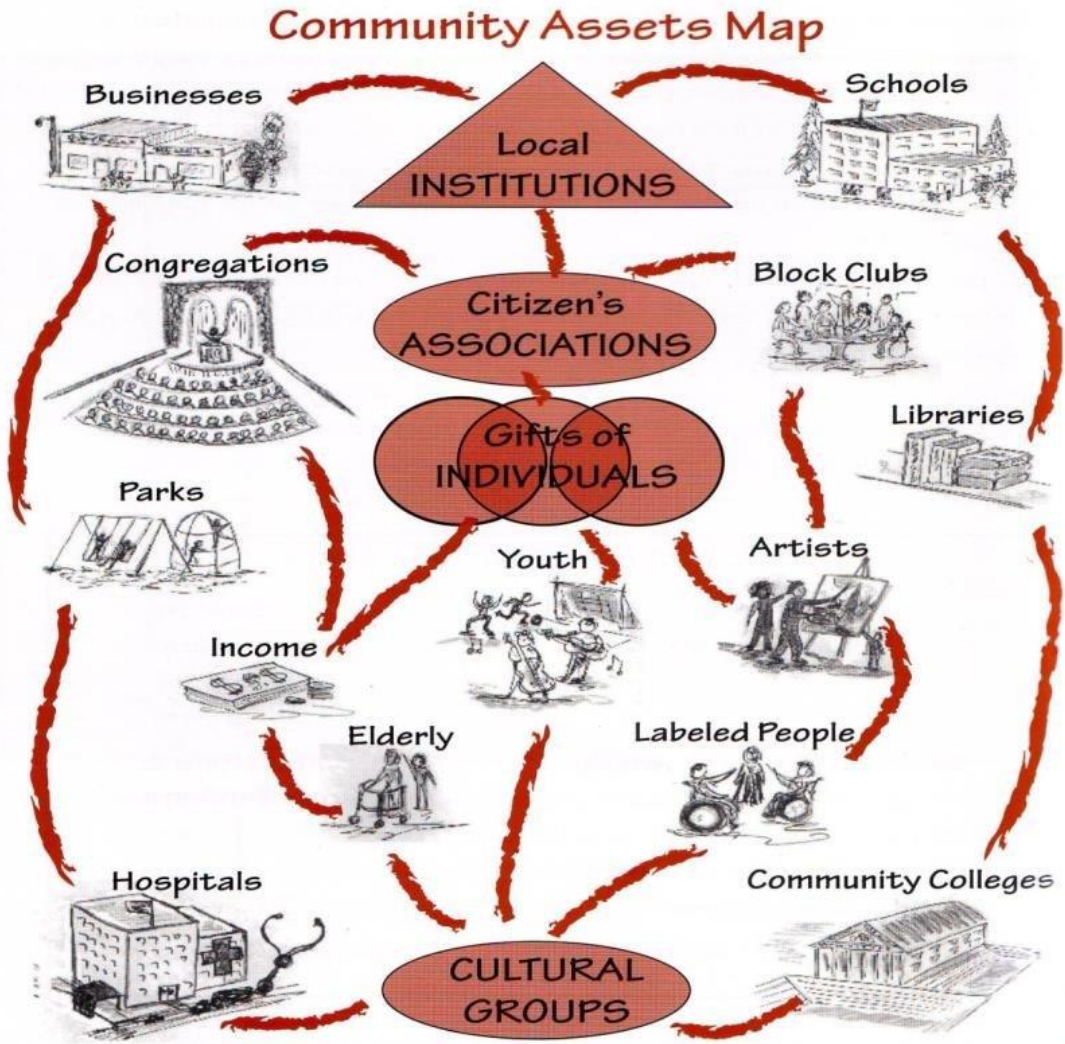 Community Assets Map
Businesses
Schools
Local
INSTITUTIONS
Congregations
Block Clubs
Citizen's
ASSOCIATIONS
Libraries
Gifts of
INDIVIDUALS
Parks
Youth
Artists
Income
Elderly
Labeled People
Hospitals
Community Colleges
CULTURAL
GROUPS